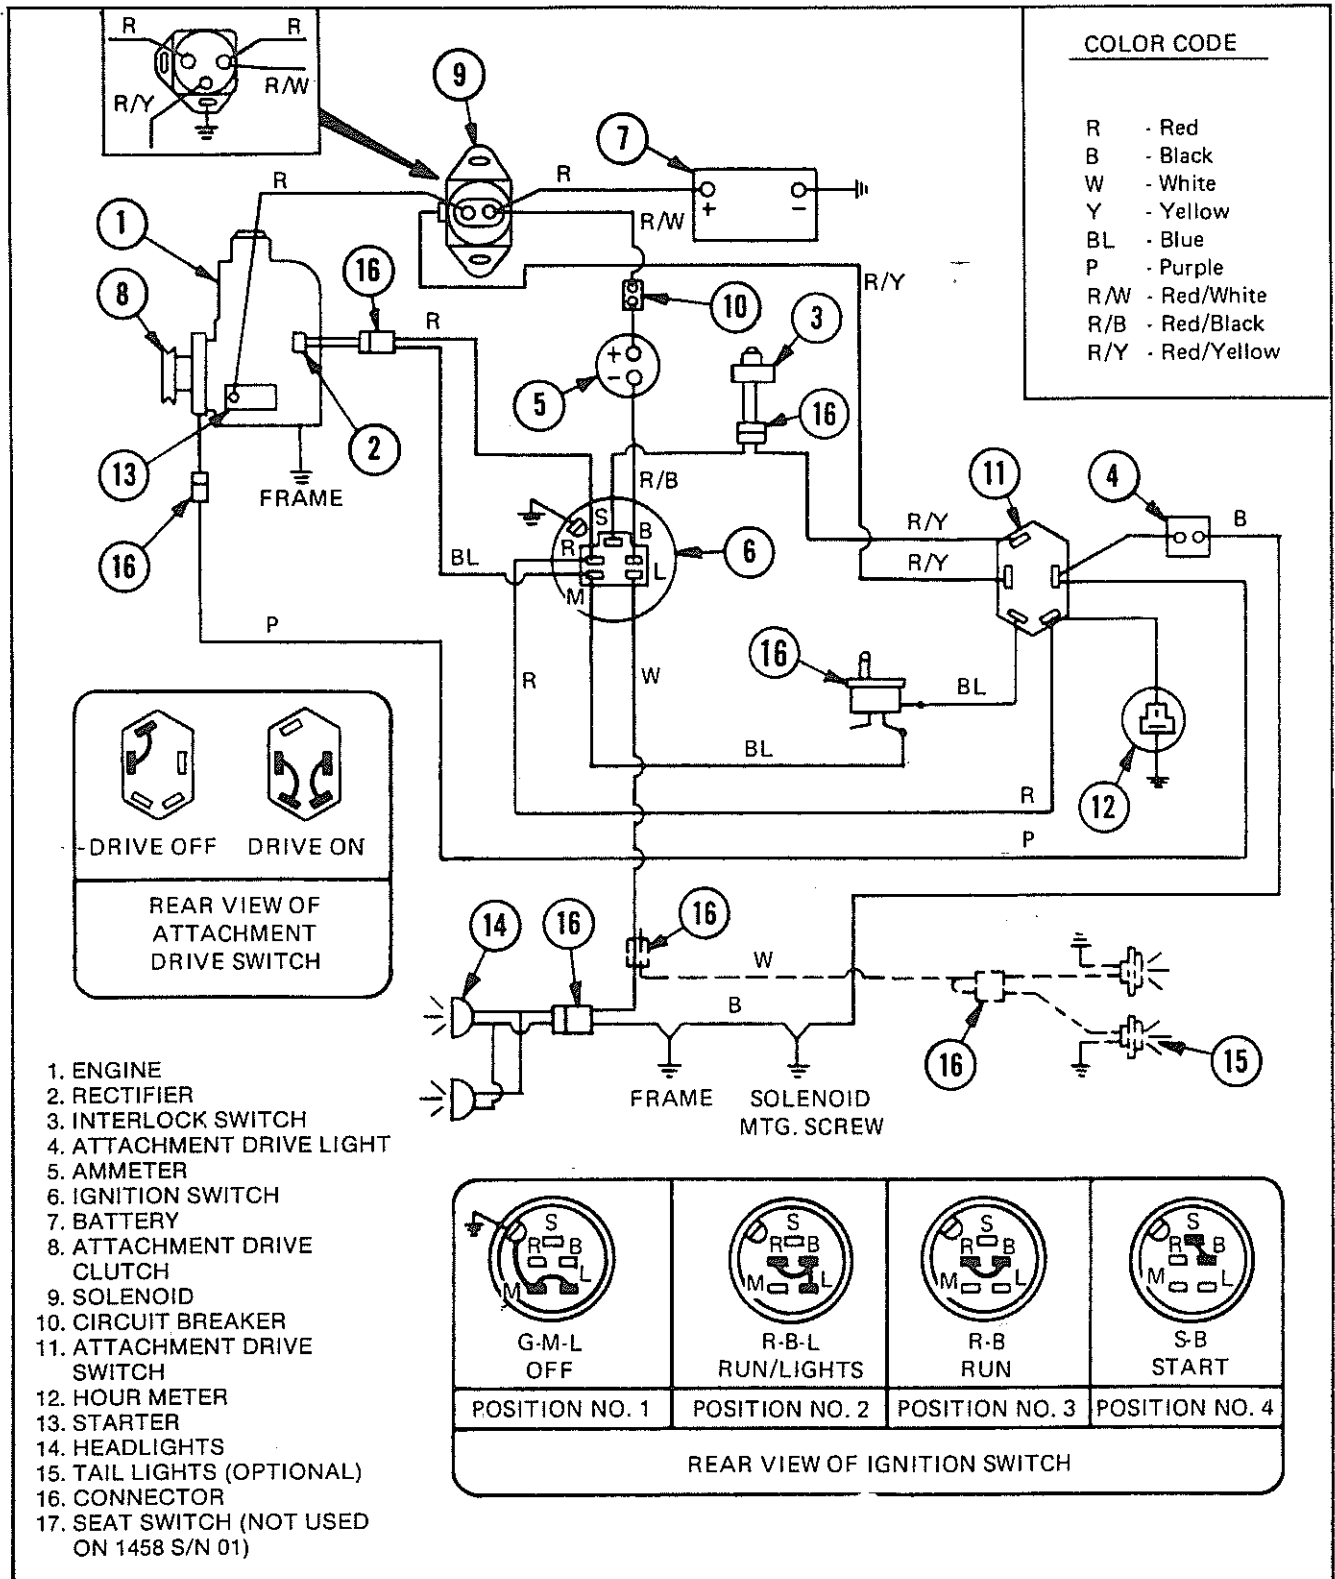 R
R
R/W
R/Y
9
7
COLOR CODE
R - Red
B - Black
W - White
Y - Yellow
BL - Blue
P - Purple
R/W - Red/White
R/B - Red/Black
R/Y - Red/Yellow
R
R
+
-
R/W
1
16
8
R
10
R/Y
3
+
-
5
16
13
2
FRAME
16
R/B
11
4
B
R/Y
R/Y
S
B
R
L
M
6
BL
P
R
W
16
BL
BL
12
R
P
DRIVE OFF
DRIVE ON
REAR VIEW OF
ATTACHMENT
DRIVE SWITCH
14
16
16
W
B
16
15
FRAME
SOLENOID
MTG. SCREW
1. ENGINE
2. RECTIFIER
3. INTERLOCK SWITCH
4. ATTACHMENT DRIVE LIGHT
5. AMMETER
6. IGNITION SWITCH
7. BATTERY
8. ATTACHMENT DRIVE
CLUTCH
9. SOLENOID
10. CIRCUIT BREAKER
11. ATTACHMENT DRIVE
SWITCH
12. HOUR METER
13. STARTER
14. HEADLIGHTS
15. TAIL LIGHTS (OPTIONAL)
16. CONNECTOR
17. SEAT SWITCH (NOT USED
ON 1458 S/N 01)
S
R B
M L
G-M-L
OFF
POSITION NO. 1
S
R B
M L
R-B-L
RUN/LIGHTS
POSITION NO. 2
S
R B
M L
R-B
RUN
POSITION NO. 3
S
R B
M L
S-B
START
POSITION NO. 4
REAR VIEW OF IGNITION SWITCH